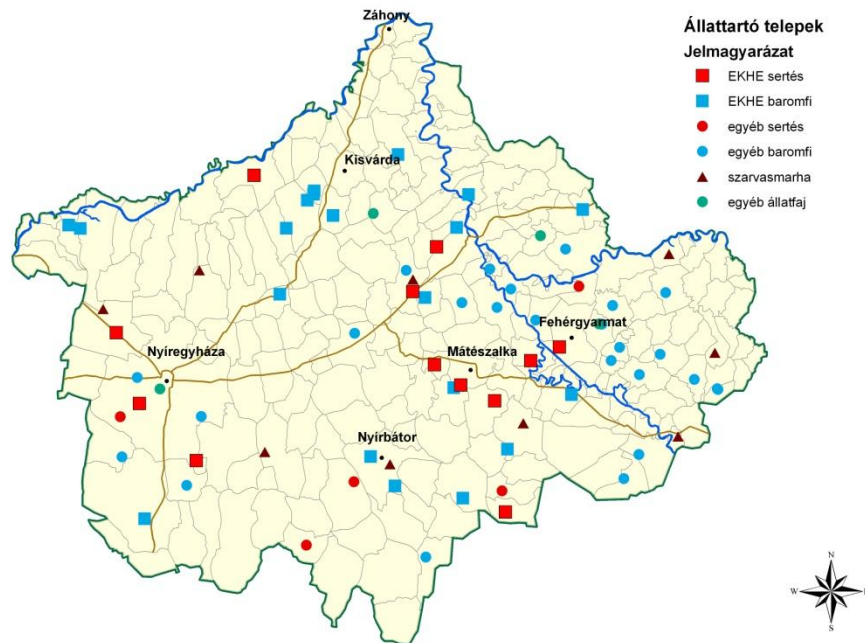 Záhony
Állattartó telepek
Jelmagyarázat
EKHE sertés
EKHE baromfi
egyéb sertés
egyéb baromfi
szarvasmarha
egyéb állatfaj
Kisvárda
Fehérgyarmat
Nyíregyháza
Mátészalka
Nyírbátor
N
W
E
S